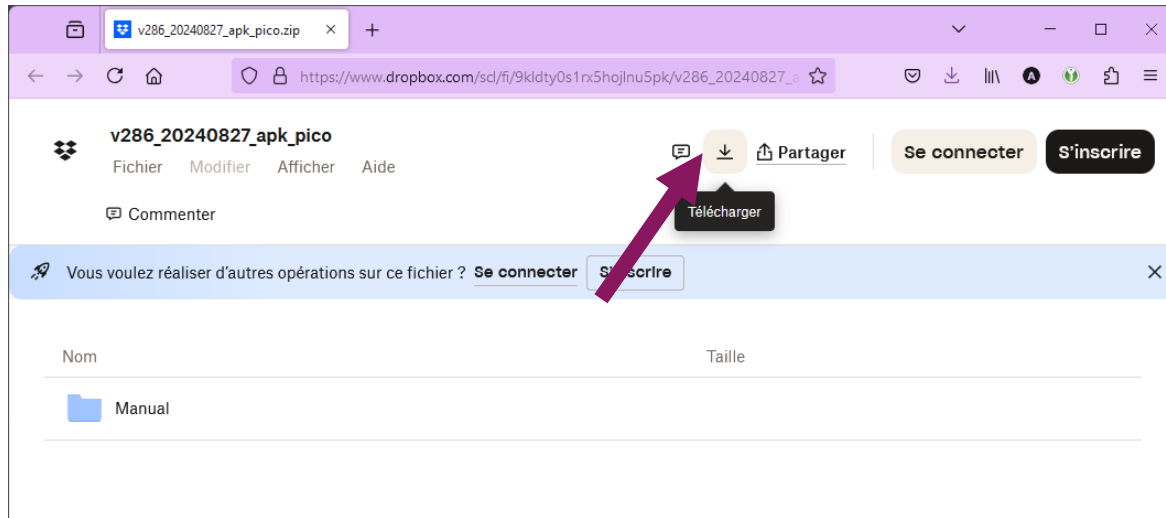 v286_20240827_apk_pico.zip
https://www.dropbox.com/scl/fi/9kldty0s1rx5hojlnu5pk/v286_20240827_a
v286_20240827_apk_pico
Fichier Modifier Afficher Aide
Partager Se connecter S'inscrire
Télécharger
Commenter
Vous voulez réaliser d'autres opérations sur ce fichier ? Se connecter S'inscrire
Nom Taille
Manual